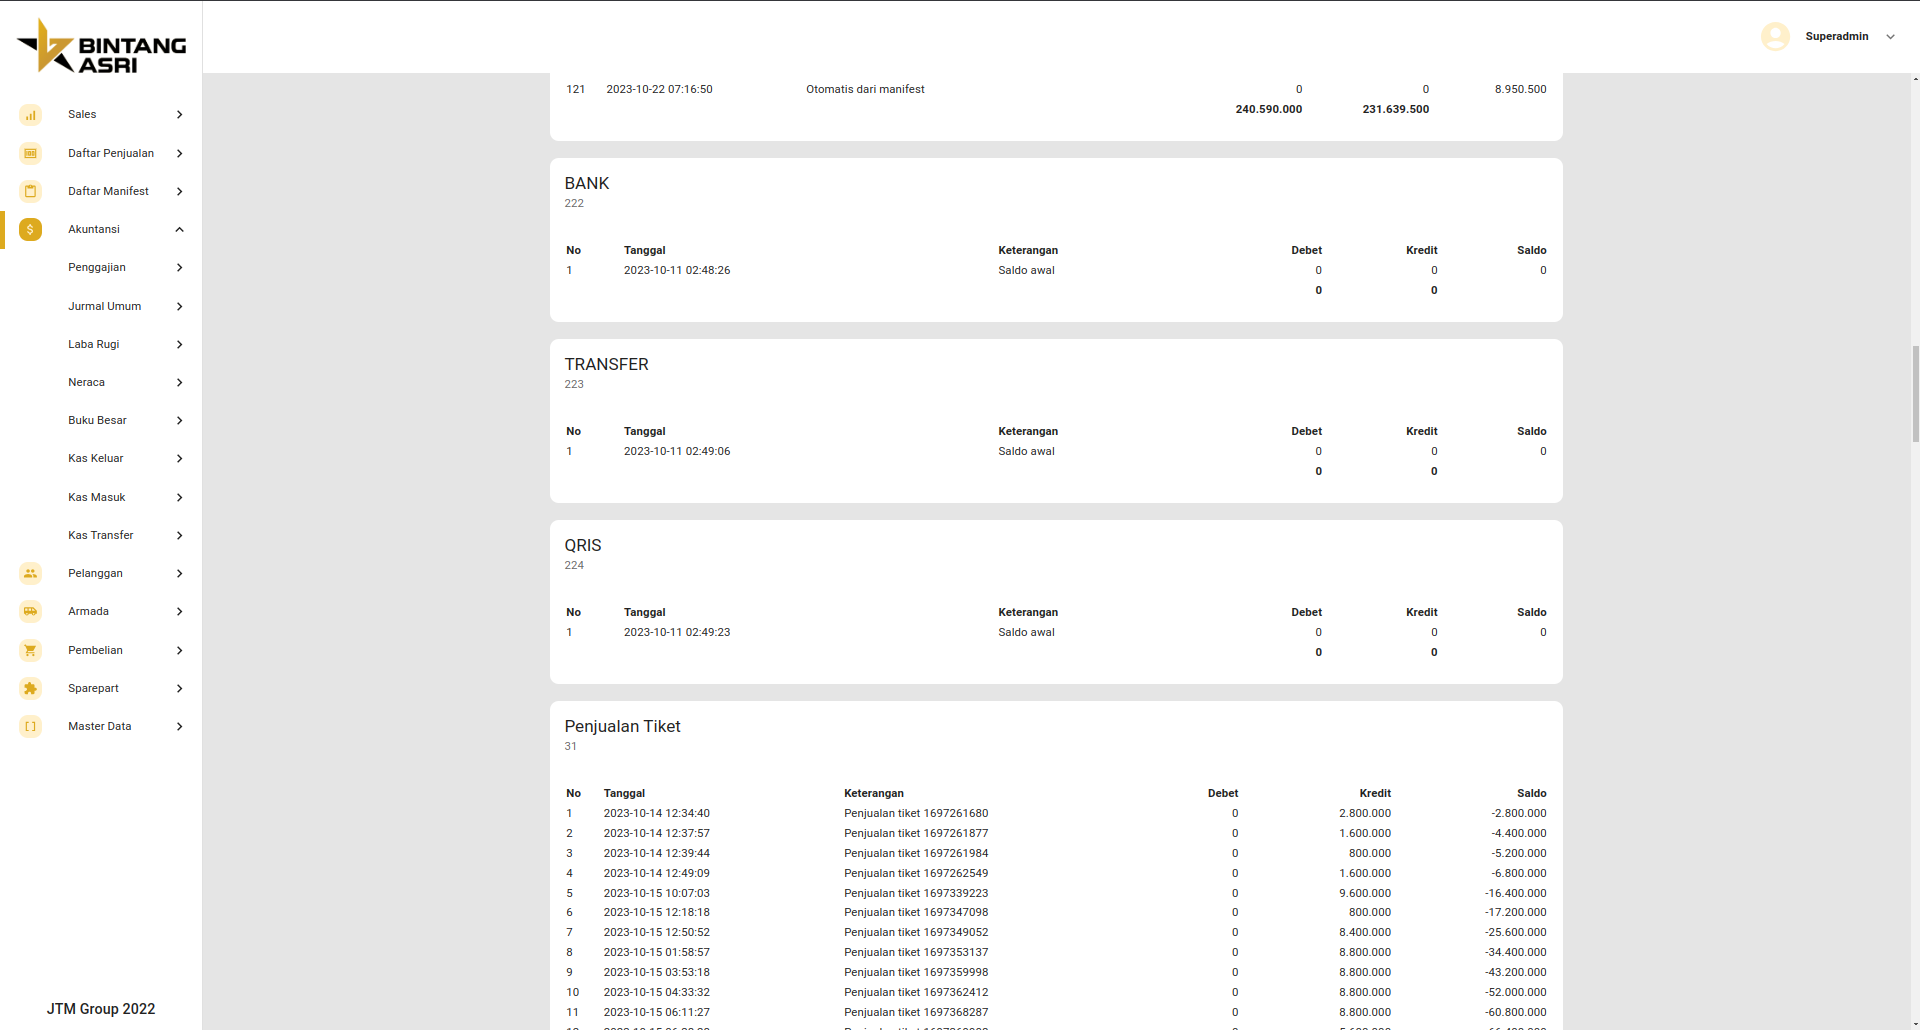 BINTANG
ASRI
Superadmin
Sales
Daftar Penjualan
Daftar Manifest
Akuntansi
Penggajian
Jurmal Umum
Laba Rugi
Neraca
Buku Besar
Kas Keluar
Kas Masuk
Kas Transfer
Pelanggan
Armada
Pembelian
Sparepart
Master Data
JTM Group 2022
121 2023-10-22 07:16:50 Otomatis dari manifest 0 0 8.950.500
240.590.000 231.639.500
BANK
222
No Tanggal Keterangan Debet Kredit Saldo
1 2023-10-11 02:48:26 Saldo awal 0 0 0
0 0
TRANSFER
223
No Tanggal Keterangan Debet Kredit Saldo
1 2023-10-11 02:49:06 Saldo awal 0 0 0
0 0
QRIS
224
No Tanggal Keterangan Debet Kredit Saldo
1 2023-10-11 02:49:23 Saldo awal 0 0 0
0 0
Penjualan Tiket
31
No Tanggal Keterangan Debet Kredit Saldo
1 2023-10-14 12:34:40 Penjualan tiket 1697261680 0 2.800.000 -2.800.000
2 2023-10-14 12:37:57 Penjualan tiket 1697261877 0 1.600.000 -4.400.000
3 2023-10-14 12:39:44 Penjualan tiket 1697261984 0 800.000 -5.200.000
4 2023-10-14 12:49:09 Penjualan tiket 1697262549 0 1.600.000 -6.800.000
5 2023-10-15 10:07:03 Penjualan tiket 1697339223 0 9.600.000 -16.400.000
6 2023-10-15 12:18:18 Penjualan tiket 1697347098 0 800.000 -17.200.000
7 2023-10-15 12:50:52 Penjualan tiket 1697349052 0 8.400.000 -25.600.000
8 2023-10-15 01:58:57 Penjualan tiket 1697353137 0 8.800.000 -34.400.000
9 2023-10-15 03:53:18 Penjualan tiket 1697359998 0 8.800.000 -43.200.000
10 2023-10-15 04:33:32 Penjualan tiket 1697362412 0 8.800.000 -52.000.000
11 2023-10-15 06:11:27 Penjualan tiket 1697368287 0 8.800.000 -60.800.000